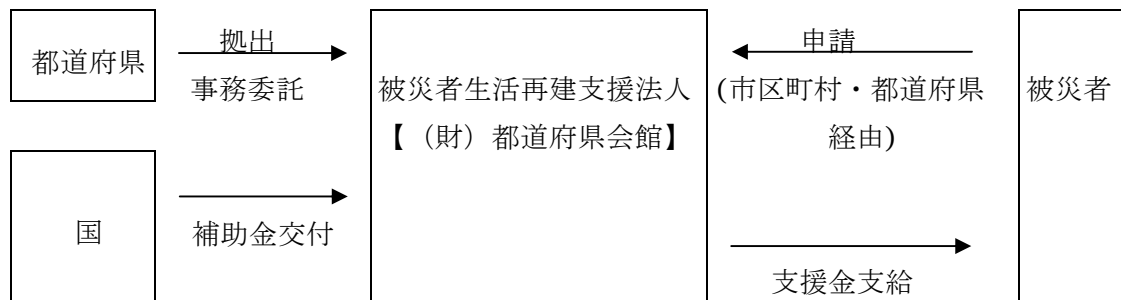 都道府県
拠出
事務委託
被災者生活再建支援法人
【（財）都道府県会館】
申請
(市区町村・都道府県
経由)
被災者
国
補助金交付
支援金支給